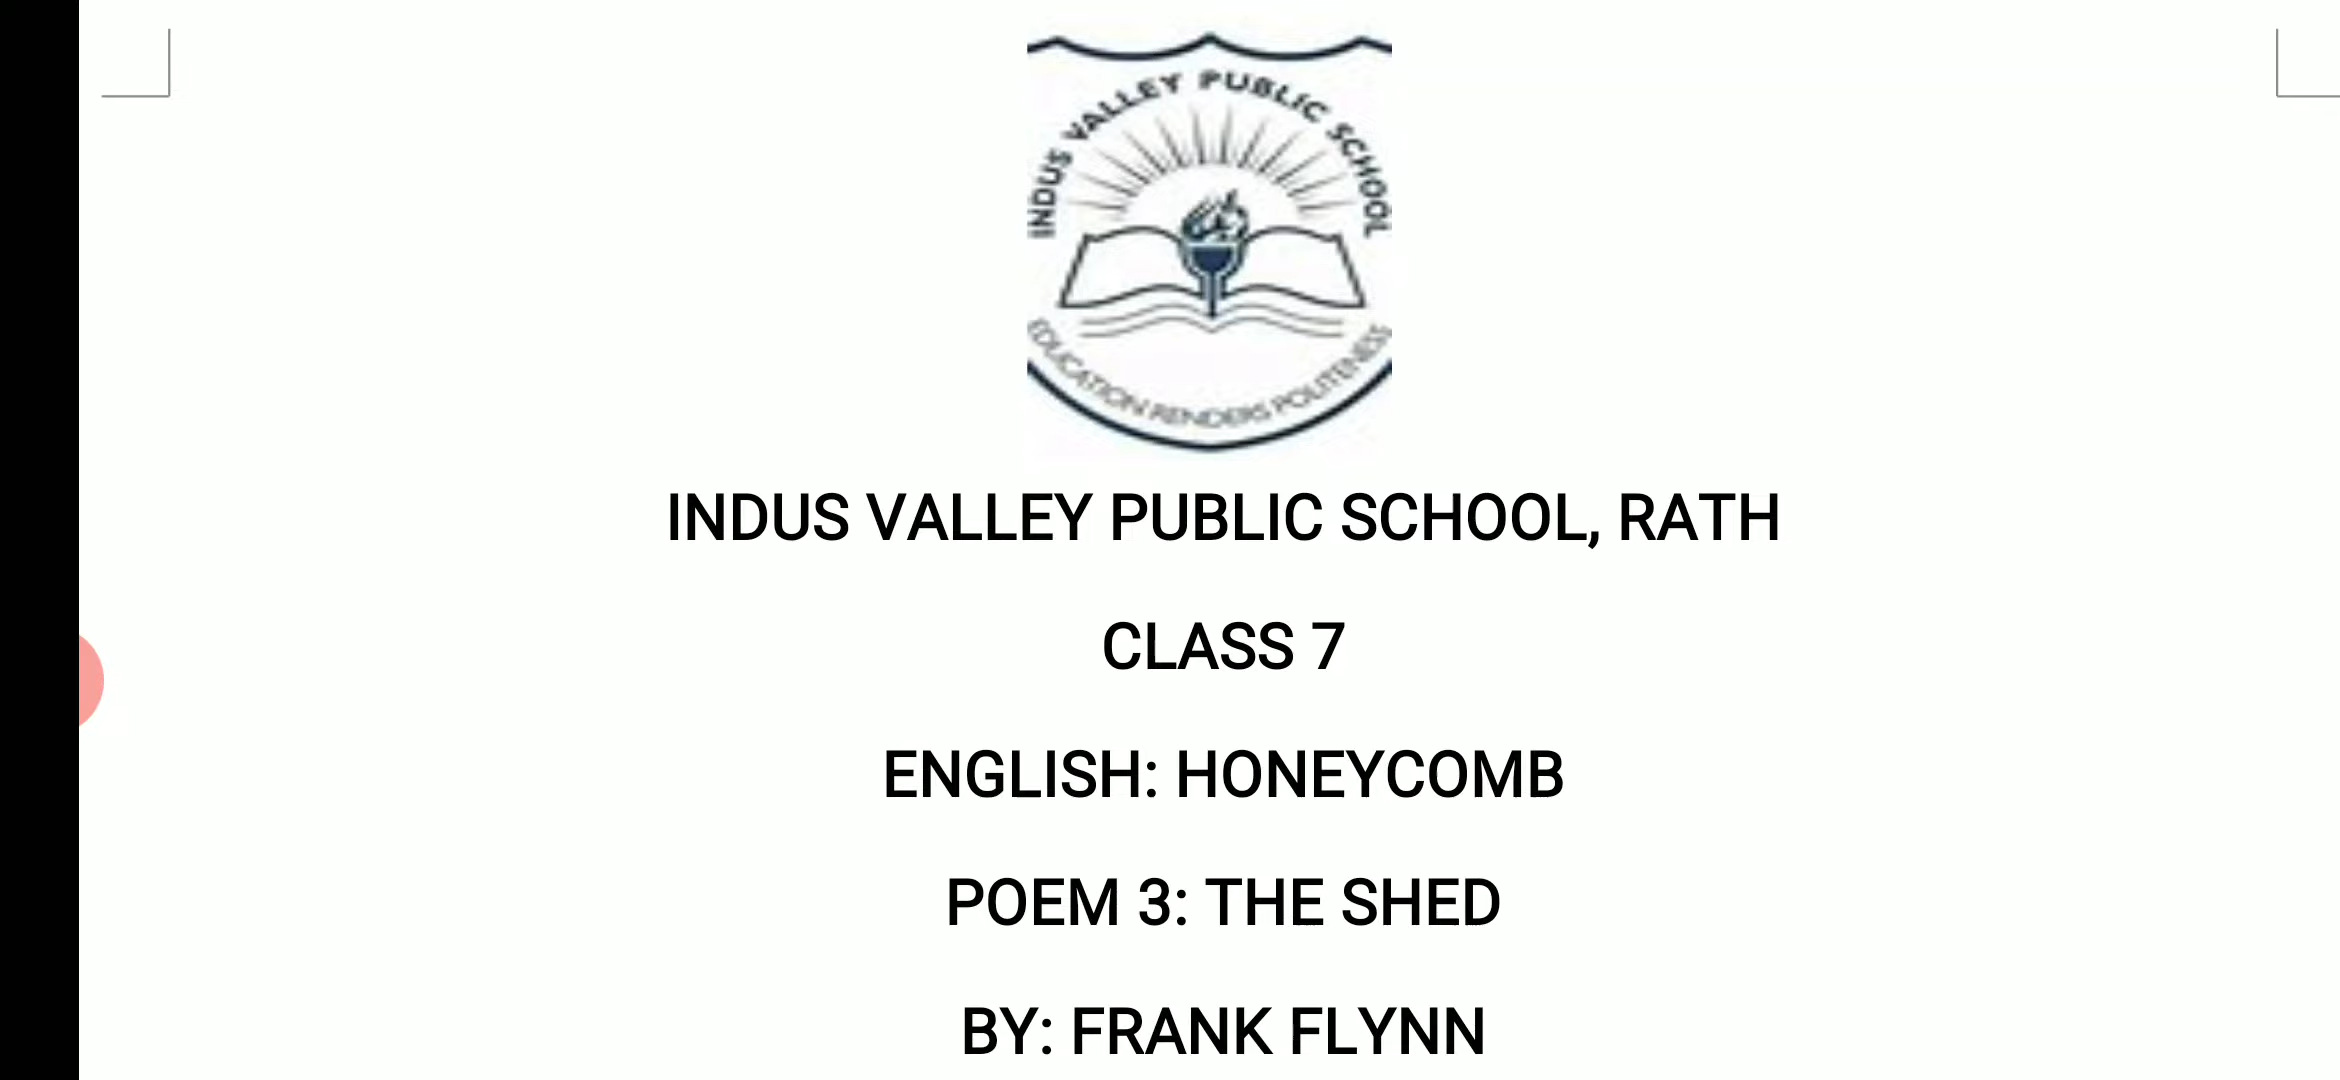 INDUS VALLEY PUBLIC SCHOOL
EDUCATION RENDERS POLITENESS
INDUS VALLEY PUBLIC SCHOOL, RATH
CLASS 7
ENGLISH: HONEYCOMB
POEM 3: THE SHED
BY: FRANK FLYNN